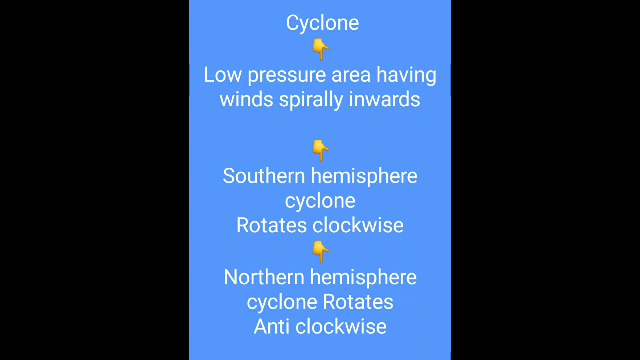 Cyclone
👇
Low pressure area having
winds spirally inwards
👇
Southern hemisphere
cyclone
Rotates clockwise
👇
Northern hemisphere
cyclone Rotates
Anti clockwise